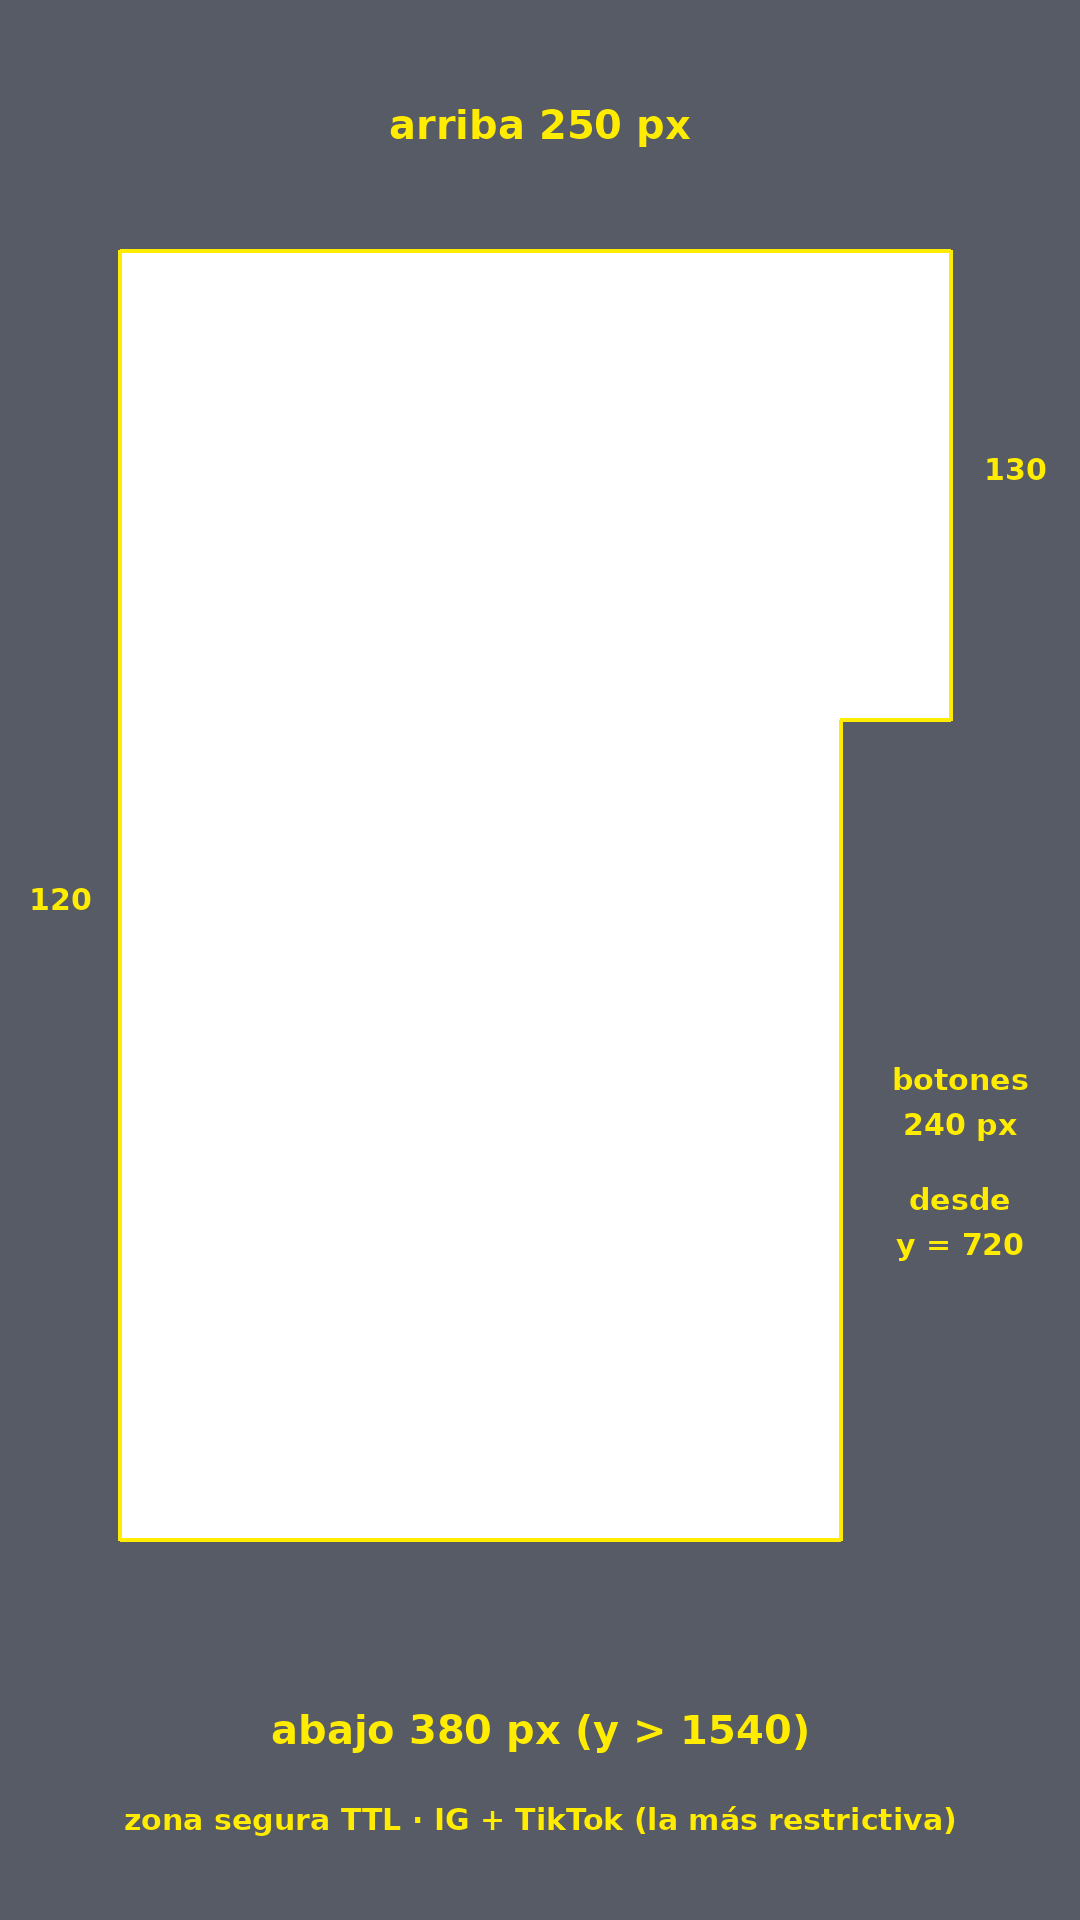 arriba 250 px
130
120
botones
240 px
desde
y = 720
abajo 380 px (y > 1540)
zona segura TTL · IG + TikTok (la más restrictiva)